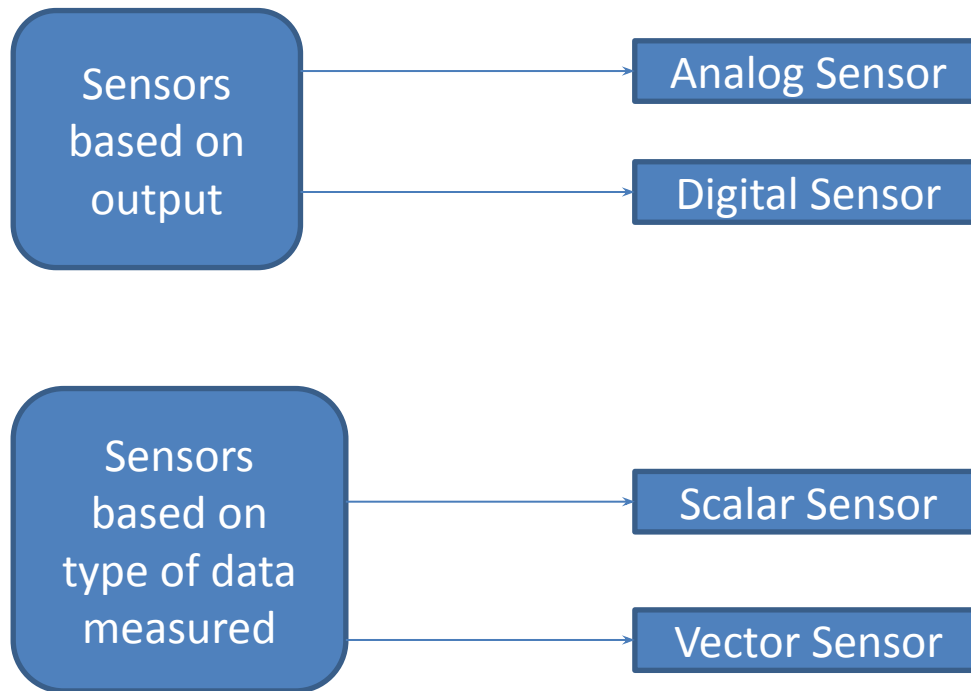 Sensors
based on
output
Analog Sensor
Digital Sensor
Sensors
based on
type of data
measured
Scalar Sensor
Vector Sensor